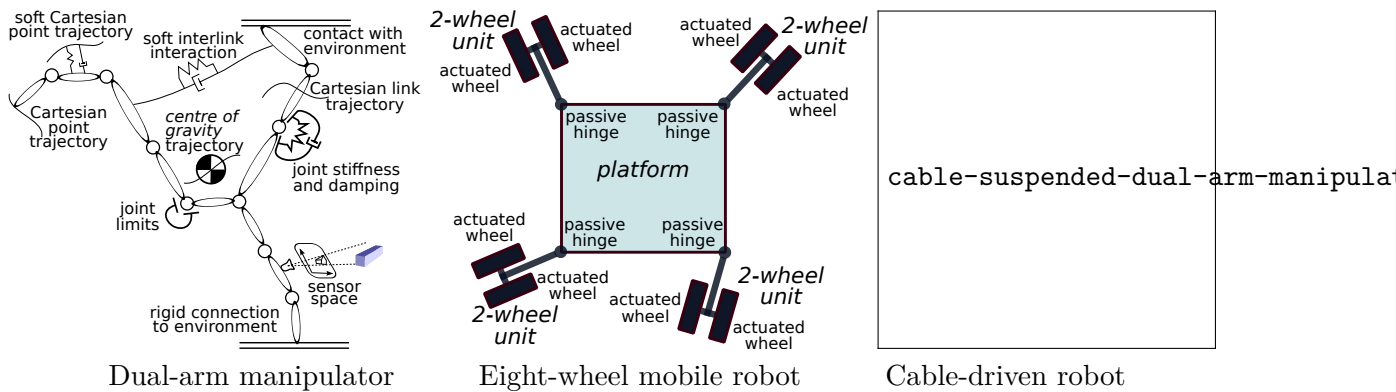 soft Cartesian
point trajectory
soft interlink
interaction
contact with
environment
Cartesian link
trajectory
Cartesian
point
trajectory
centre of
gravity
trajectory
joint stiffness
and damping
joint
limits
sensor
space
rigid connection
to environment
Dual-arm manipulator
2-wheel
unit
actuated
wheel
actuated
wheel
actuated
wheel
2-wheel
unit
actuated
wheel
passive
hinge
passive
hinge
platform
passive
hinge
passive
hinge
actuated
wheel
actuated
wheel
2-wheel
unit
2-wheel
unit
actuated
wheel
actuated
wheel
Eight-wheel mobile robot
cable-suspended-dual-arm-manipulat
Cable-driven robot